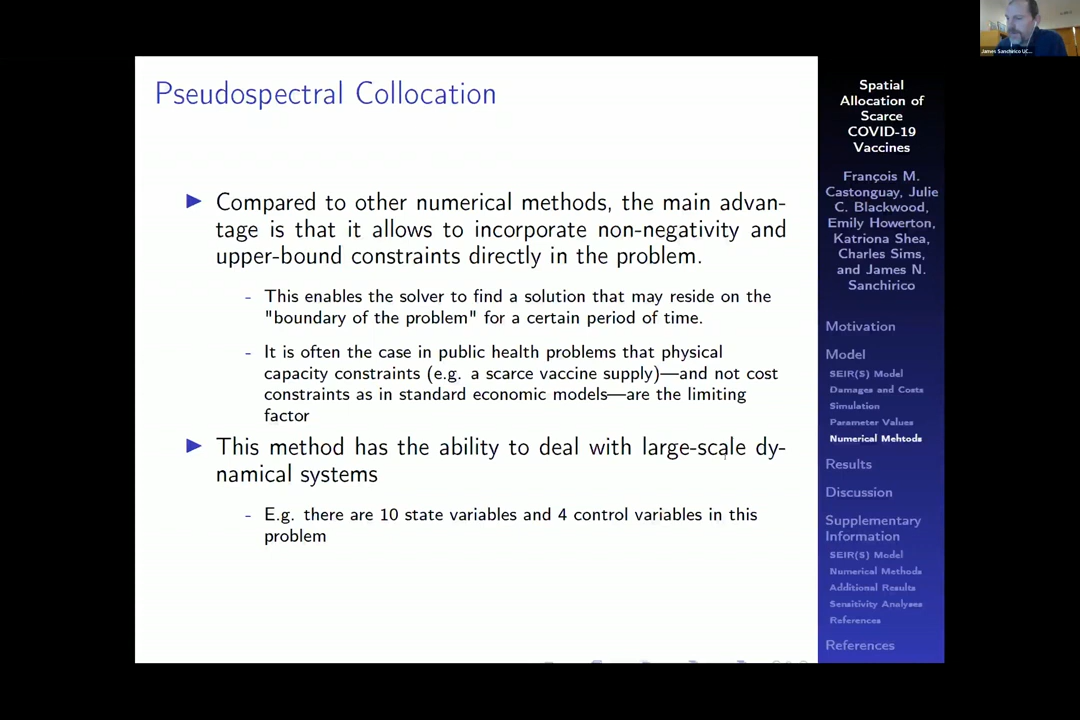 James Sanchirico UC...
Pseudospectral Collocation
► Compared to other numerical methods, the main advan-
tage is that it allows to incorporate non-negativity and
upper-bound constraints directly in the problem.
- This enables the solver to find a solution that may reside on the
"boundary of the problem" for a certain period of time.
- It is often the case in public health problems that physical
capacity constraints (e.g. a scarce vaccine supply)—and not cost
constraints as in standard economic models—are the limiting
factor
► This method has the ability to deal with large-scale dy-
namical systems
- E.g. there are 10 state variables and 4 control variables in this
problem
Spatial
Allocation of
Scarce
COVID-19
Vaccines
François M.
Castonguay, Julie
C. Blackwood,
Emily Howerton,
Katriona Shea,
Charles Sims,
and James N.
Sanchirico
Motivation
Model
SEIR(S) Model
Damages and Costs
Simulation
Parameter Values
Numerical Mehtods
Results
Discussion
Supplementary
Information
SEIR(S) Model
Numerical Methods
Additional Results
Sensitivity Analyses
References
References